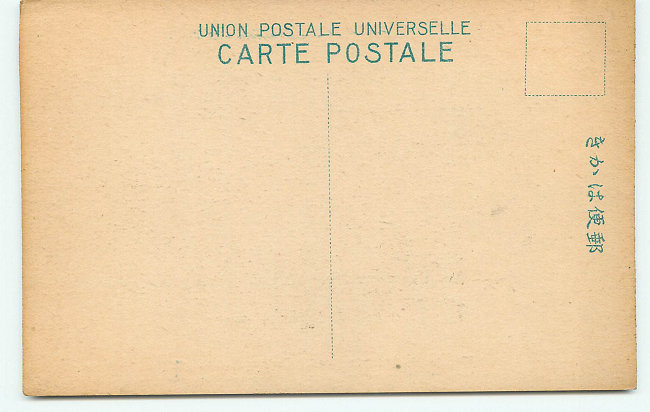 UNION POSTALE UNIVERSELLE
CARTE POSTALE
郵便はかき